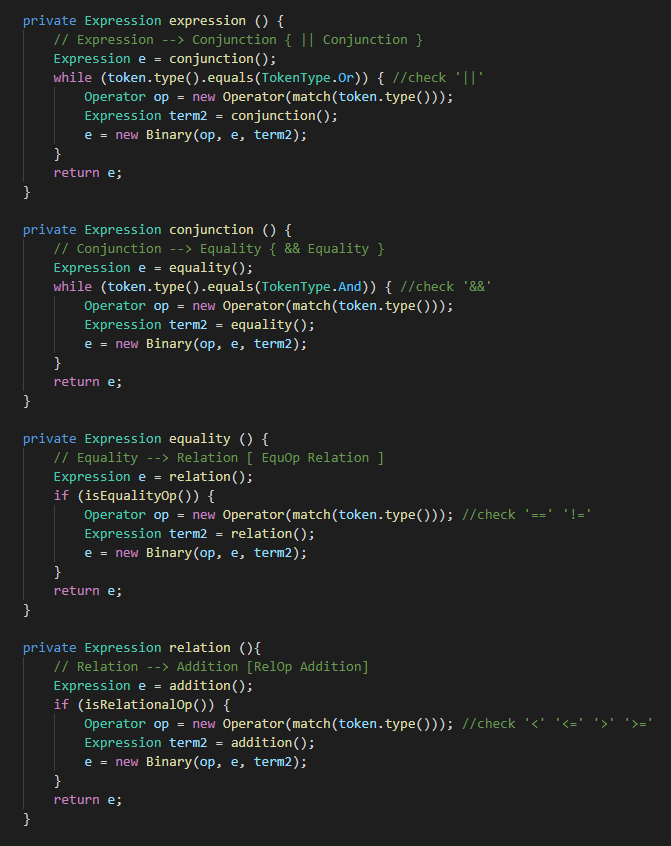 private Expression expression () {
// Expression --> Conjunction { || Conjunction }
Expression e = conjunction();
while (token.type().equals(TokenType.Or)) { //check '||'
Operator op = new Operator(match(token.type()));
Expression term2 = conjunction();
e = new Binary(op, e, term2);
}
return e;
}
private Expression conjunction () {
// Conjunction --> Equality { && Equality }
Expression e = equality();
while (token.type().equals(TokenType.And)) { //check '&&'
Operator op = new Operator(match(token.type()));
Expression term2 = equality();
e = new Binary(op, e, term2);
}
return e;
}
private Expression equality () {
// Equality --> Relation [ EquOp Relation ]
Expression e = relation();
if (isEqualityOp()) {
Operator op = new Operator(match(token.type())); //check '==' '!='
Expression term2 = relation();
e = new Binary(op, e, term2);
}
return e;
}
private Expression relation (){
// Relation --> Addition [RelOp Addition]
Expression e = addition();
if (isRelationalOp()) {
Operator op = new Operator(match(token.type())); //check '<' '<=' '>' '>='
Expression term2 = addition();
e = new Binary(op, e, term2);
}
return e;
}